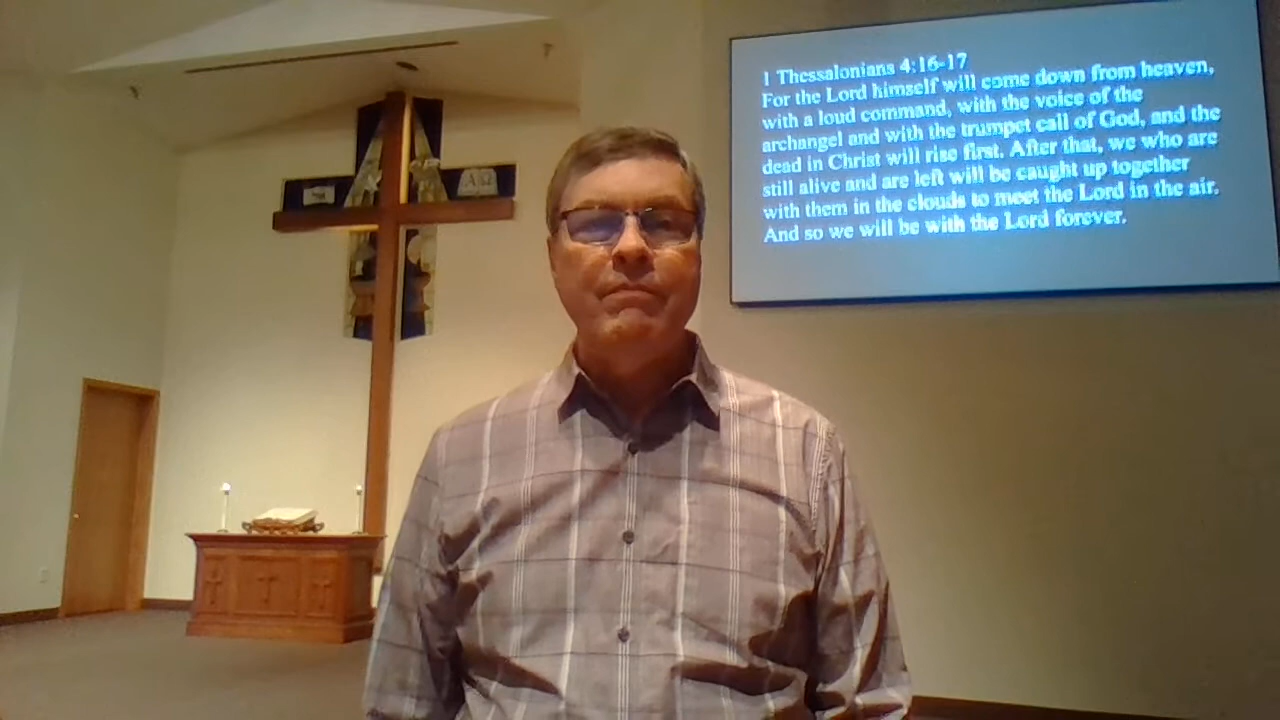 ΑΩ
1 Thessalonians 4:16-17
For the Lord himself will come down from heaven,
with a loud command, with the voice of the
archangel and with the trumpet call of God, and the
dead in Christ will rise first. After that, we who are
still alive and are left will be caught up together
with them in the clouds to meet the Lord in the air.
And so we will be with the Lord forever.